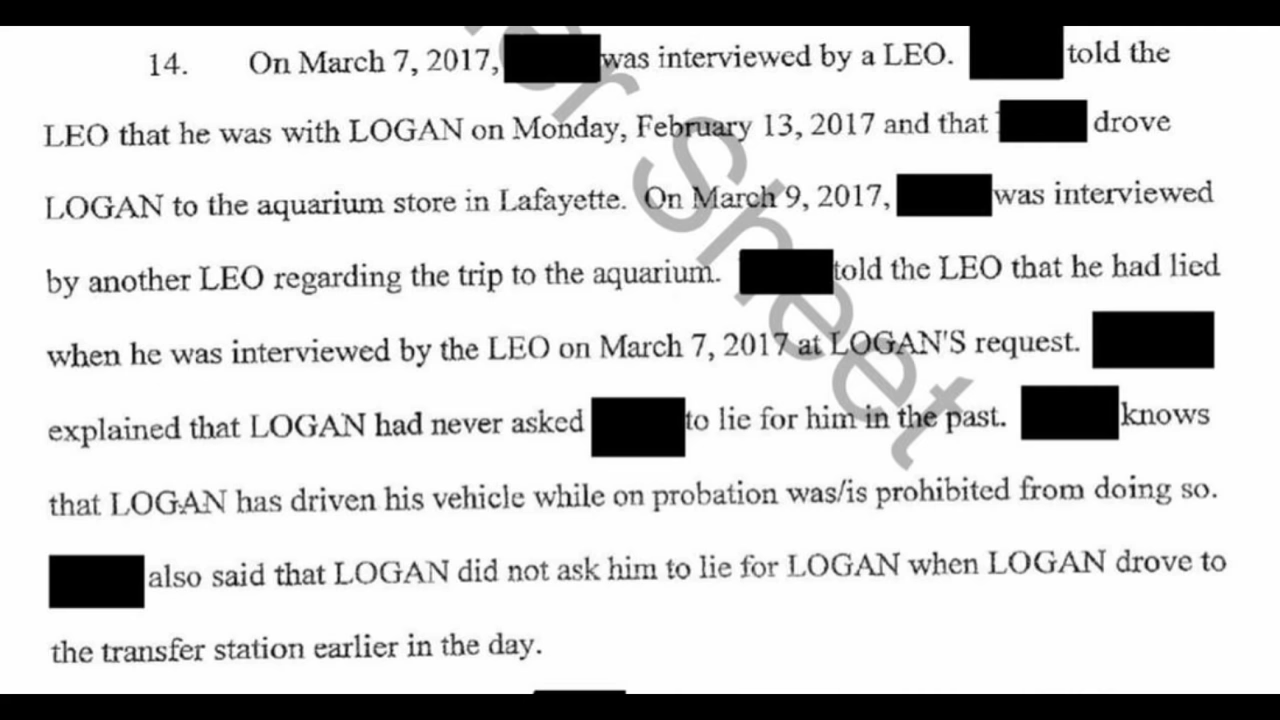 14. On March 7, 2017, was interviewed by a LEO. told the
LEO that he was with LOGAN on Monday, February 13, 2017 and that drove
LOGAN to the aquarium store in Lafayette. On March 9, 2017, was interviewed
by another LEO regarding the trip to the aquarium. told the LEO that he had lied
when he was interviewed by the LEO on March 7, 2017 at LOGAN'S request.
explained that LOGAN had never asked to lie for him in the past. knows
that LOGAN has driven his vehicle while on probation was/is prohibited from doing so.
also said that LOGAN did not ask him to lie for LOGAN when LOGAN drove to
the transfer station earlier in the day.
Sheet